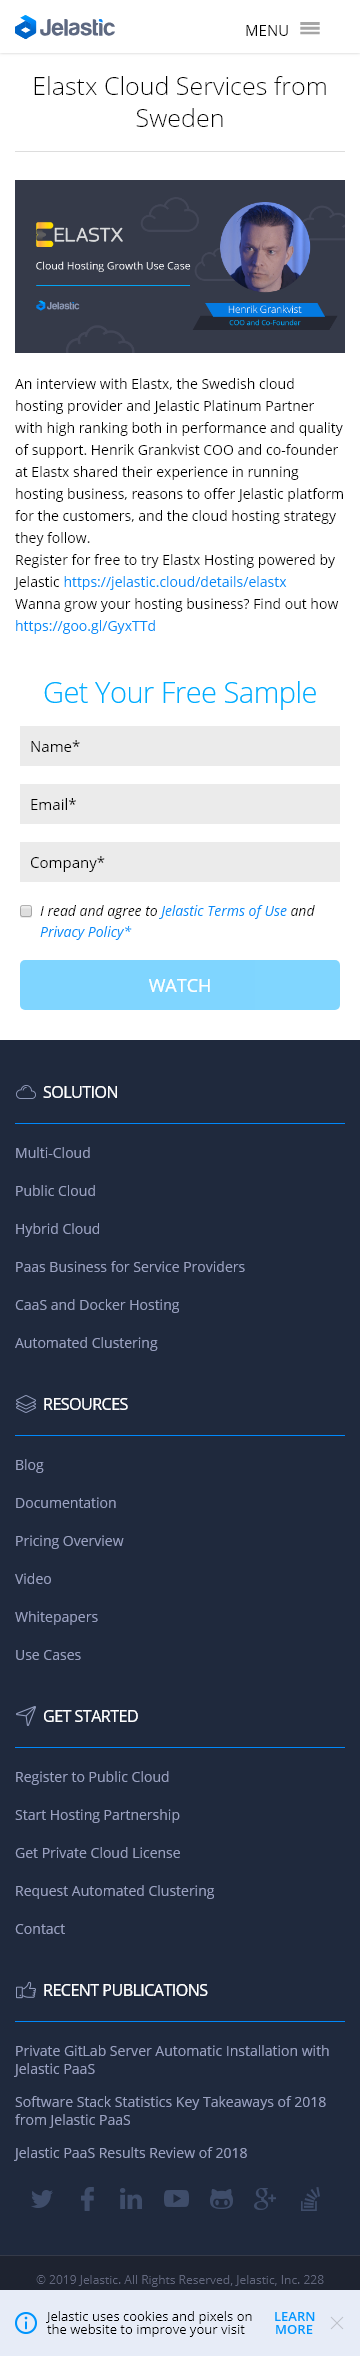 Jelastic
MENU
Elastx Cloud Services from
Sweden
ELASTX
Cloud Hosting Growth Use Case
Jelastic
Henrik Grankvist
COO and Co-Founder
An interview with Elastx, the Swedish cloud
hosting provider and Jelastic Platinum Partner
with high ranking both in performance and quality
of support. Henrik Grankvist COO and co-founder
at Elastx shared their experience in running
hosting business, reasons to offer Jelastic platform
for the customers, and the cloud hosting strategy
they follow.
Register for free to try Elastx Hosting powered by
Jelastic https://jelastic.cloud/details/elastx
Wanna grow your hosting business? Find out how
https://goo.gl/GyxTTd
Get Your Free Sample
Name*
Email*
Company*
I read and agree to Jelastic Terms of Use and
Privacy Policy*
WATCH
SOLUTION
Multi-Cloud
Public Cloud
Hybrid Cloud
Paas Business for Service Providers
CaaS and Docker Hosting
Automated Clustering
RESOURCES
Blog
Documentation
Pricing Overview
Video
Whitepapers
Use Cases
GET STARTED
Register to Public Cloud
Start Hosting Partnership
Get Private Cloud License
Request Automated Clustering
Contact
RECENT PUBLICATIONS
Private GitLab Server Automatic Installation with
Jelastic PaaS
Software Stack Statistics Key Takeaways of 2018
from Jelastic PaaS
Jelastic PaaS Results Review of 2018
© 2019 Jelastic. All Rights Reserved, Jelastic, Inc. 228
Jelastic uses cookies and pixels on
the website to improve your visit
LEARN
MORE